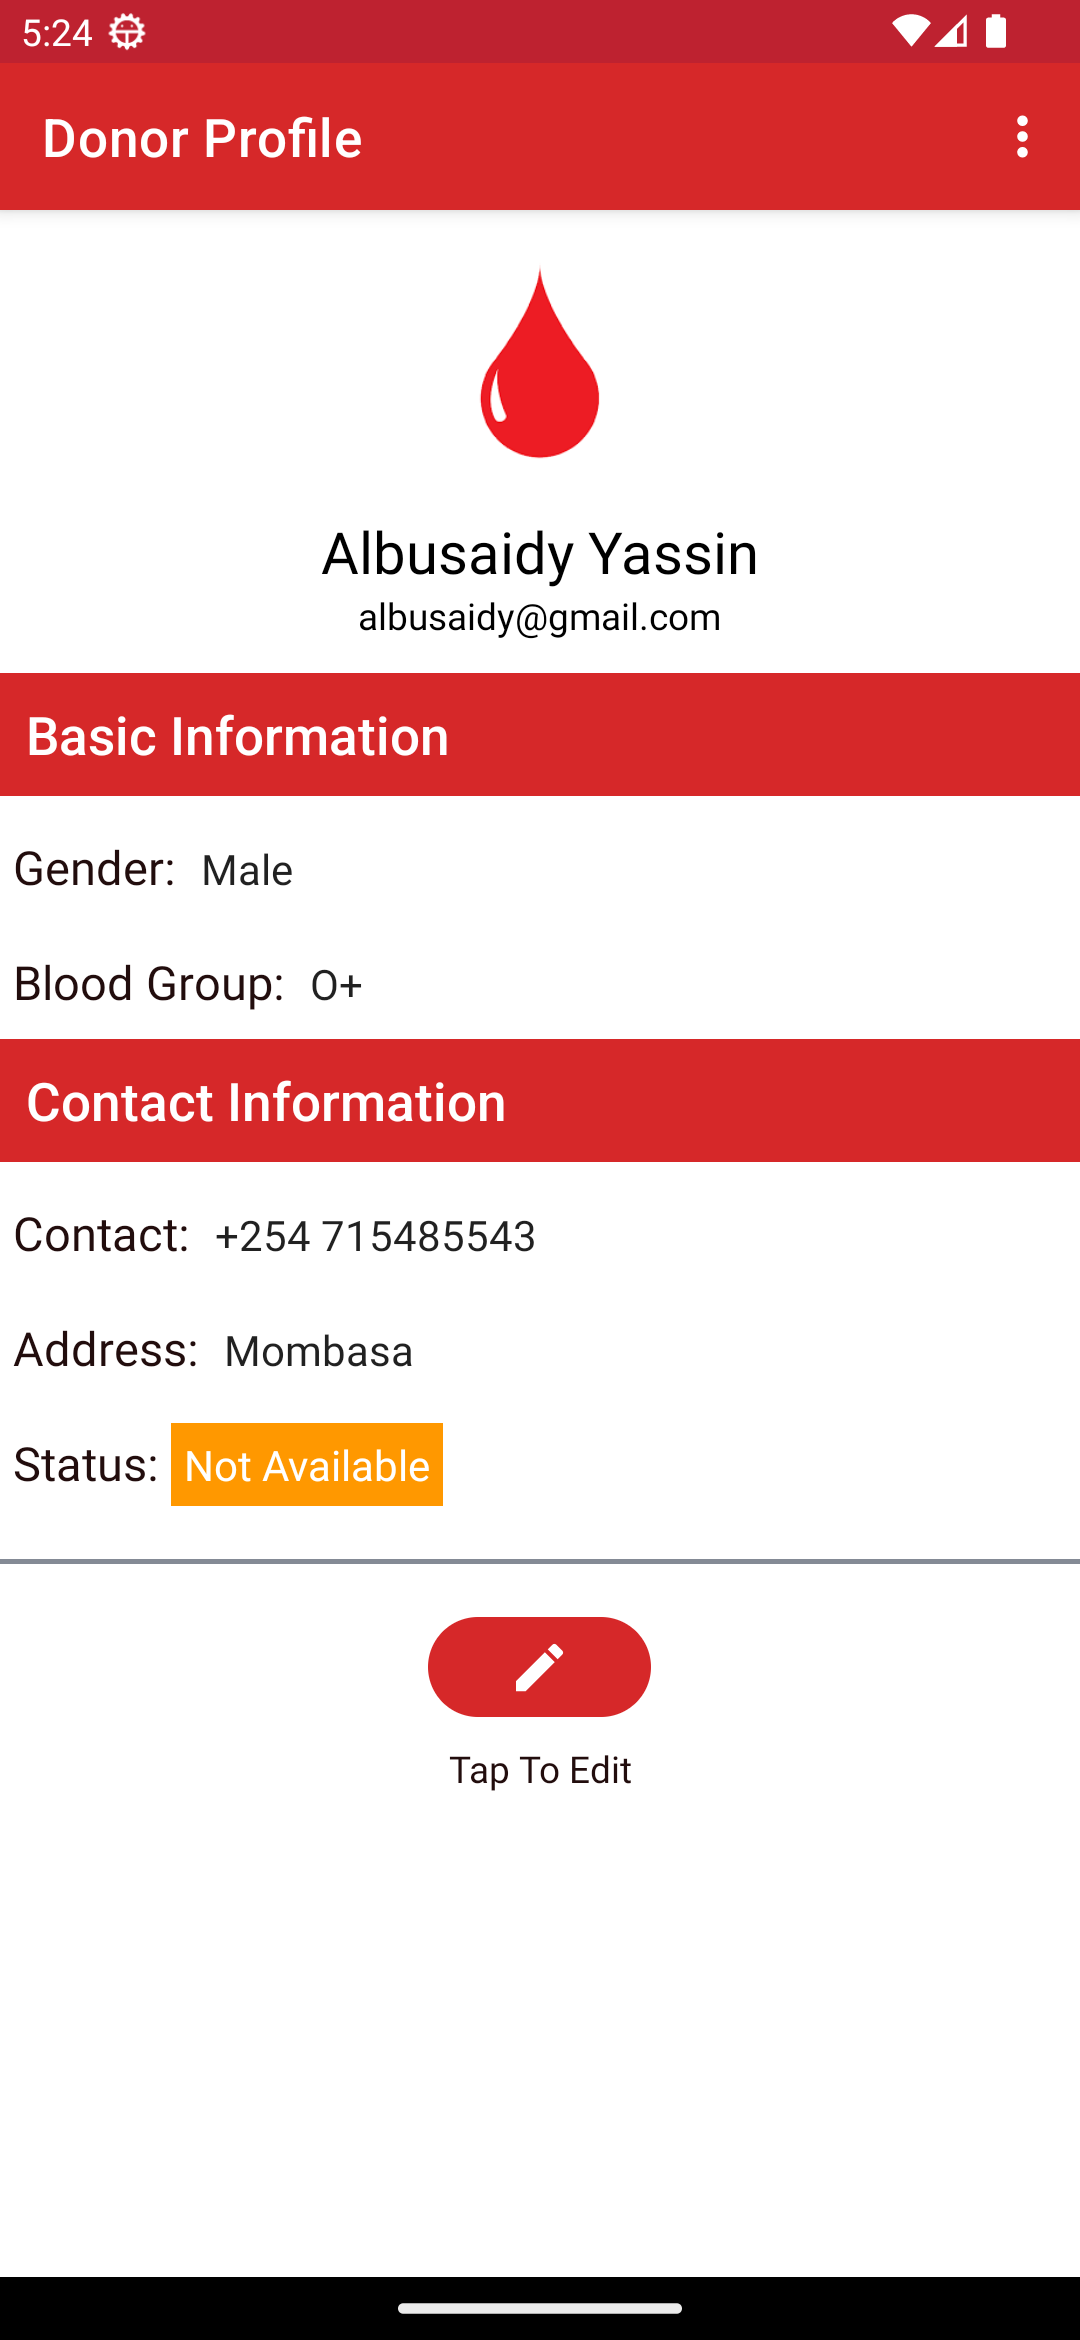 5:24
Donor Profile
Albusaidy Yassin
albusaidy@gmail.com
Basic Information
Gender: Male
Blood Group: O+
Contact Information
Contact: +254 715485543
Address: Mombasa
Status: Not Available
Tap To Edit